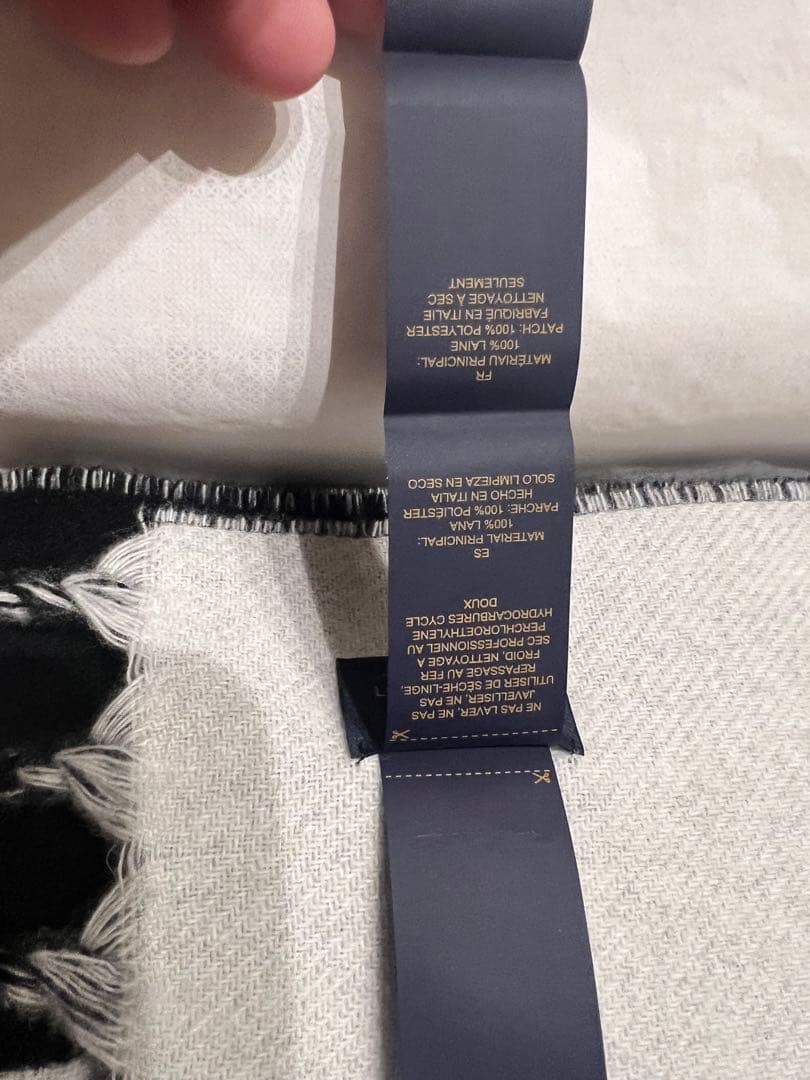 NE PAS LAVER, NE PAS
JAVELLISER, NE PAS
UTILISER DE SÈCHE-LINGE,
REPASSAGE AU FER
FROID, NETTOYAGE A
SEC PROFESSIONNEL AU
PERCHLOROETHYLENE
HYDROCARBURES CYCLE
DOUX
ES
MATERIAL PRINCIPAL:
100% LANA
PARCHE: 100% POLIESTER
HECHO EN ITALIA
SOLO LIMPIEZA EN SECO
FR
MATÉRIAU PRINCIPAL:
100% LAINE
PATCH: 100% POLYESTER
FABRIQUÉ EN ITALIE
NETTOYAGE À SEC
SEULEMENT